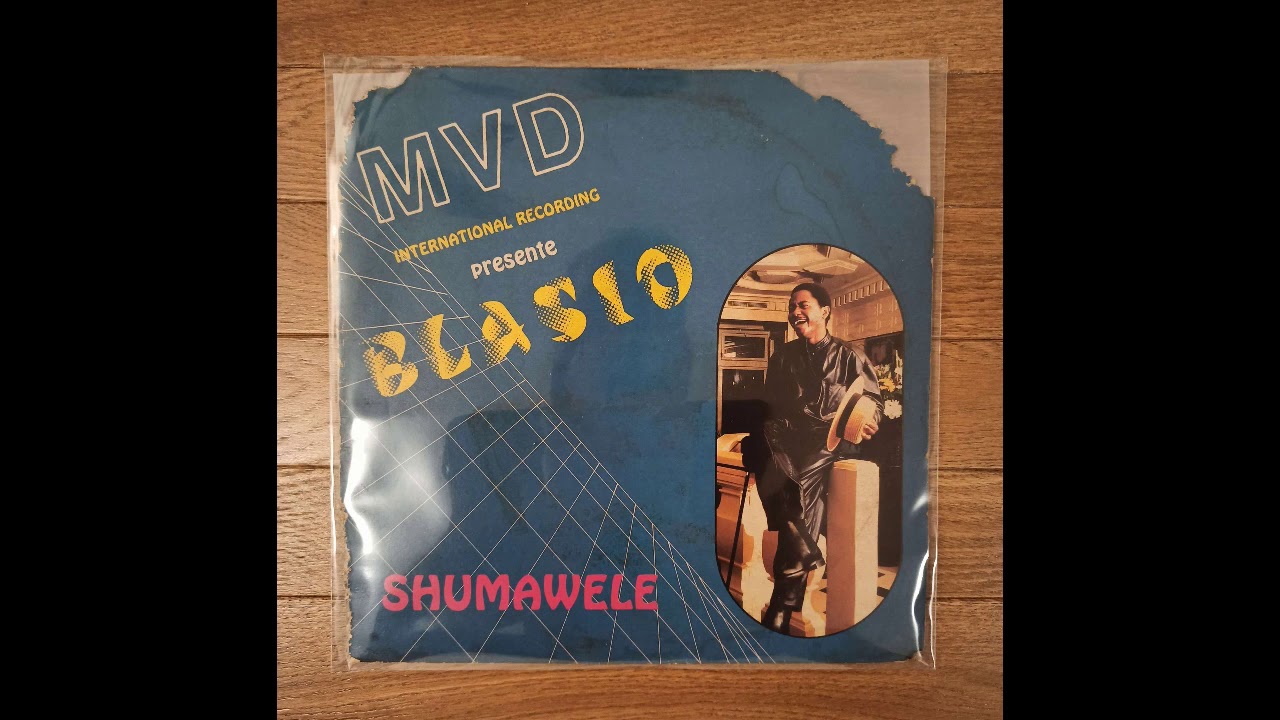 MVD
INTERNATIONAL RECORDING
presente
BLASIO
SHUMAWELE